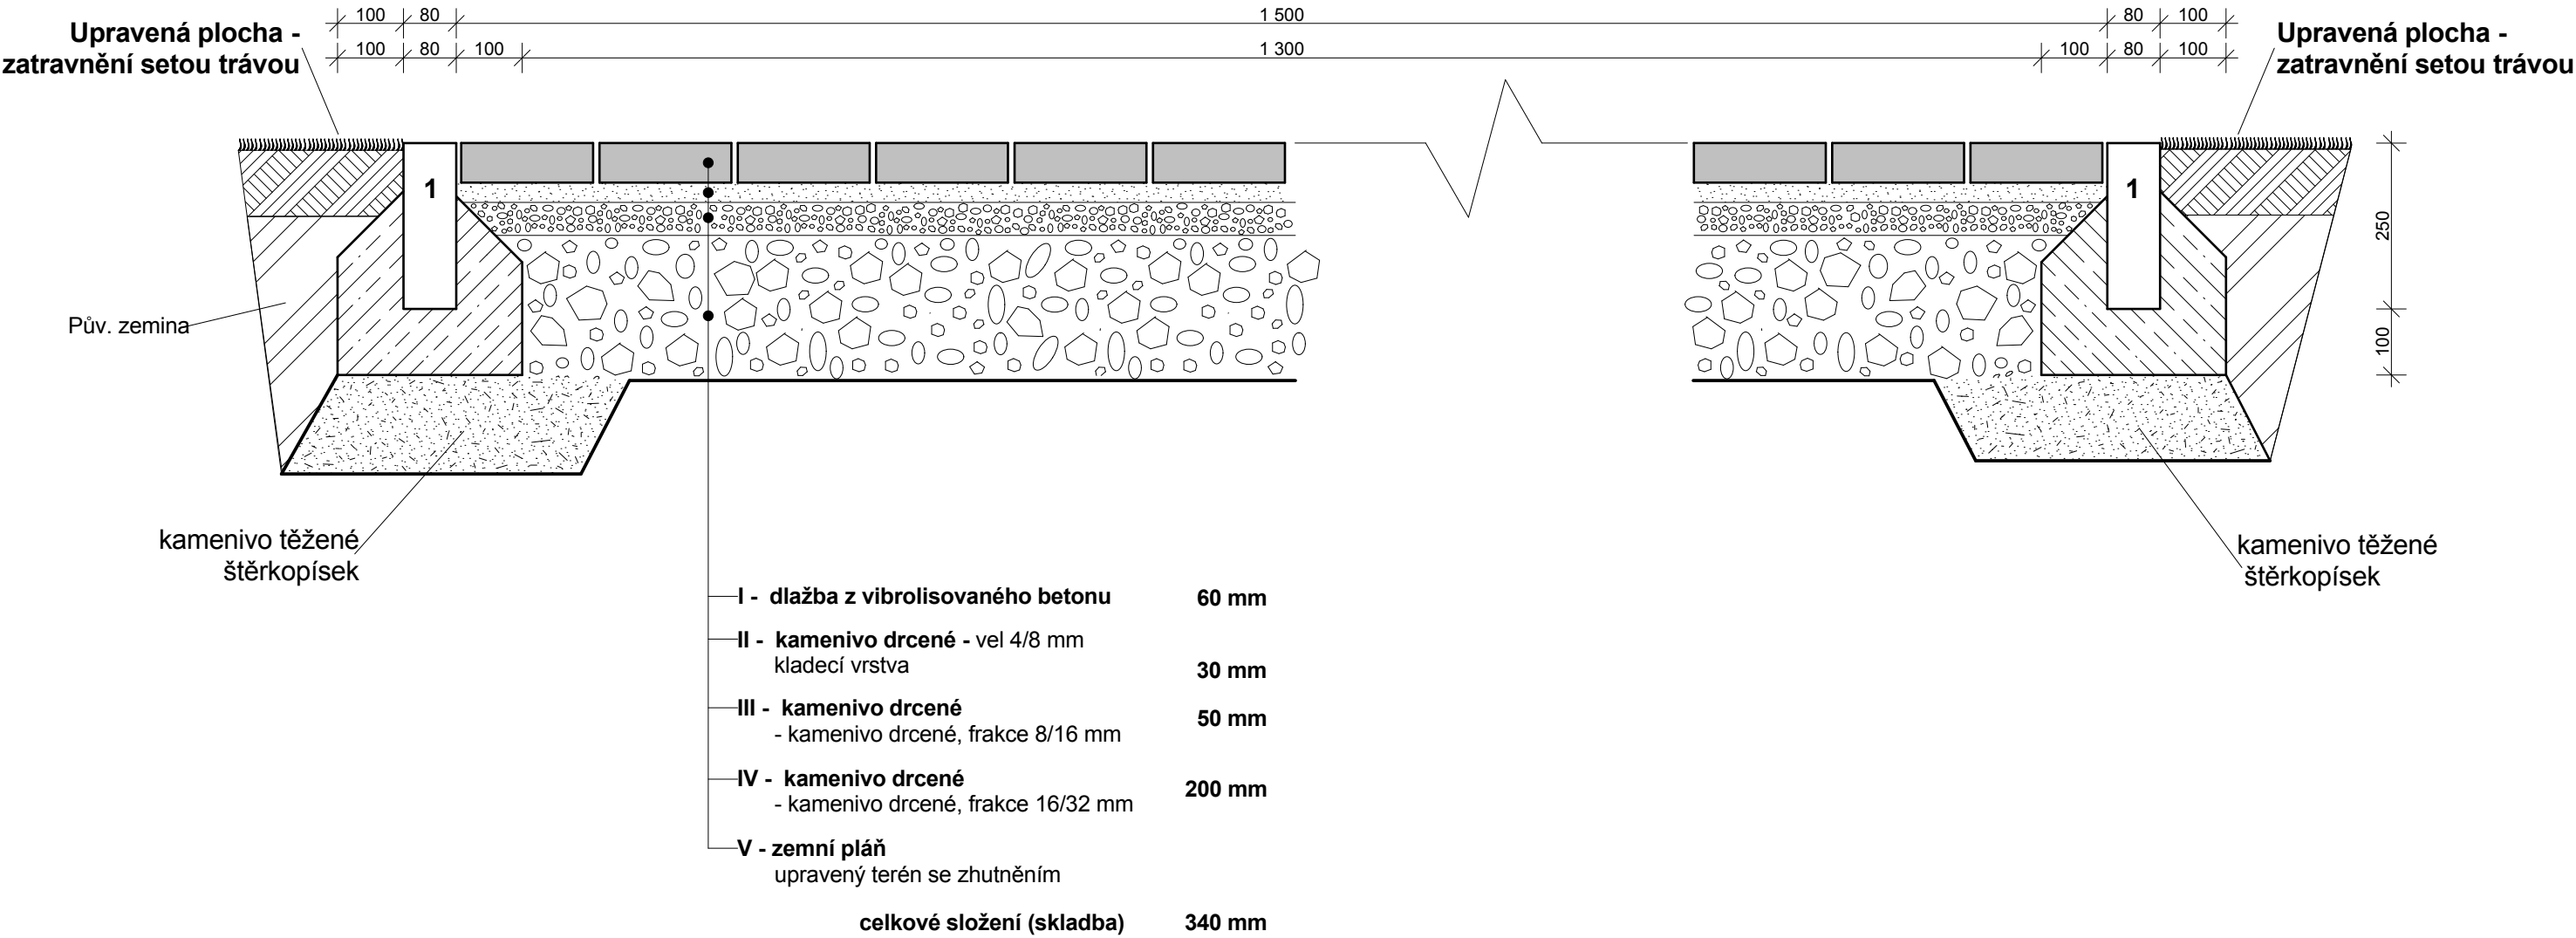 100 80 1 500 80 100
Upravená plocha -
zatravnění setou trávou
100 80 100 1 300 100 80 100
Upravená plocha -
zatravnění setou trávou
1
1
250
100
Pův. zemina
kamenivo těžené
štěrkopísek
kamenivo těžené
štěrkopísek
I - dlažba z vibrolisovaného betonu 60 mm
II - kamenivo drcené - vel 4/8 mm
kladecí vrstva 30 mm
III - kamenivo drcené 50 mm
- kamenivo drcené, frakce 8/16 mm
IV - kamenivo drcené 200 mm
- kamenivo drcené, frakce 16/32 mm
V - zemní pláň
upravený terén se zhutněním
celkové složení (skladba) 340 mm